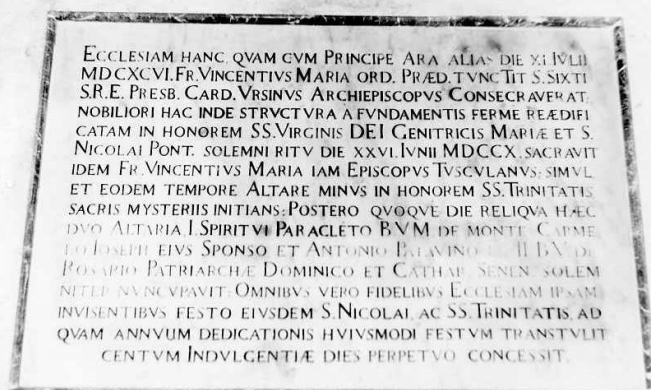 ECCLESIAM HANC, QVAM CVM PRINCIPE ARA ALIAS DIE XI IVLII
MDCXCVI. FR. VINCENTIVS MARIA ORD. PRÆD. TVNC TIT S. SIXTI
S.R.E. PRESB. CARD. VRSINVS ARCHIEPISCOPVS CONSECRAVERAT:
NOBILIORI HAC INDE STRVCTVRA A FVNDAMENTIS FERME REÆDIFI
CATAM IN HONOREM SS. VIRGINIS DEI GENITRICIS MARIÆ ET S.
NICOLAI PONT. SOLEMNI RITV DIE XXVI. IVNII MDCCX. SACRAVIT
IDEM FR. VINCENTIVS MARIA IAM EPISCOPVS TVSCVLANVS: SIMVL
ET EODEM TEMPORE ALTARE MINVS IN HONOREM SS. TRINITATIS
SACRIS MYSTERIIS INITIANS: POSTERO QVOQVE DIE RELIQVA HÆC
DVO ALTARIA, I. SPIRITVI PARACLETO BVM DE MONTE CARME
LO IOSEPH EIVS SPONSO ET ANTONIO PATAVINO II BV DE
ROSARIO PATRIARCHÆ DOMINICO ET CATHAR SENEN. SOLEM
NITER NVNCVPAVIT: OMNIBVS VERO FIDELIBVS ECCLESIAM IPSAM
INVISENTIBVS FESTO EIVSDEM S. NICOLAI, AC SS. TRINITATIS, AD
QVAM ANNVVM DEDICATIONIS HVIVSMODI FESTVM TRANSTVLIT
CENTVM INDVLGENTIÆ DIES PERPETVO CONCESSIT.